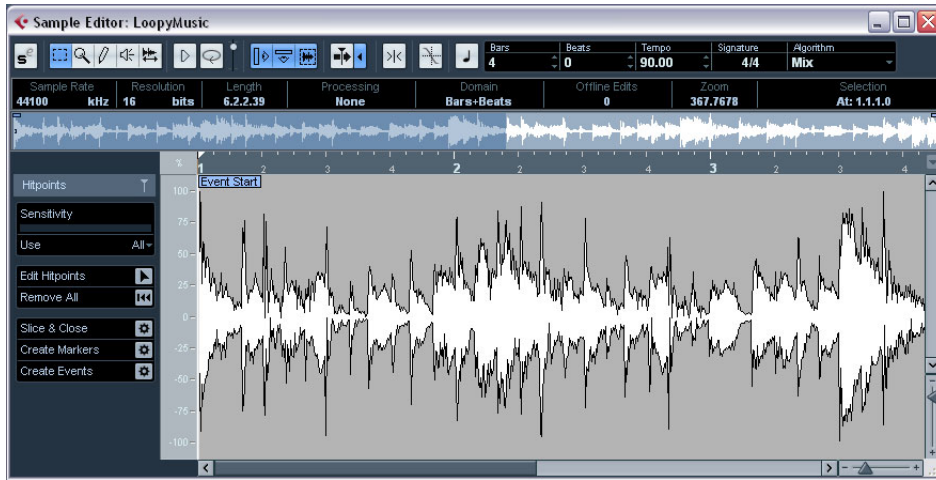 Sample Editor: LoopyMusic
Bars Beats Tempo Signature Algorithm
4 0 90.00 4/4 Mix
Sample Rate Resolution Length Processing Domain Offline Edits Zoom Selection
44100 kHz 16 bits 6.2.2.39 None Bars+Beats 0 367.7678 At: 1.1.1.0
% 1 2 3 4 2 2 3 4 3 2 3 4
Hitpoints
Event Start
100
Sensitivity
75
Use All
50
Edit Hitpoints
25
Remove All
0
Slice & Close
Create Markers
-25
Create Events
-50
-75
-100